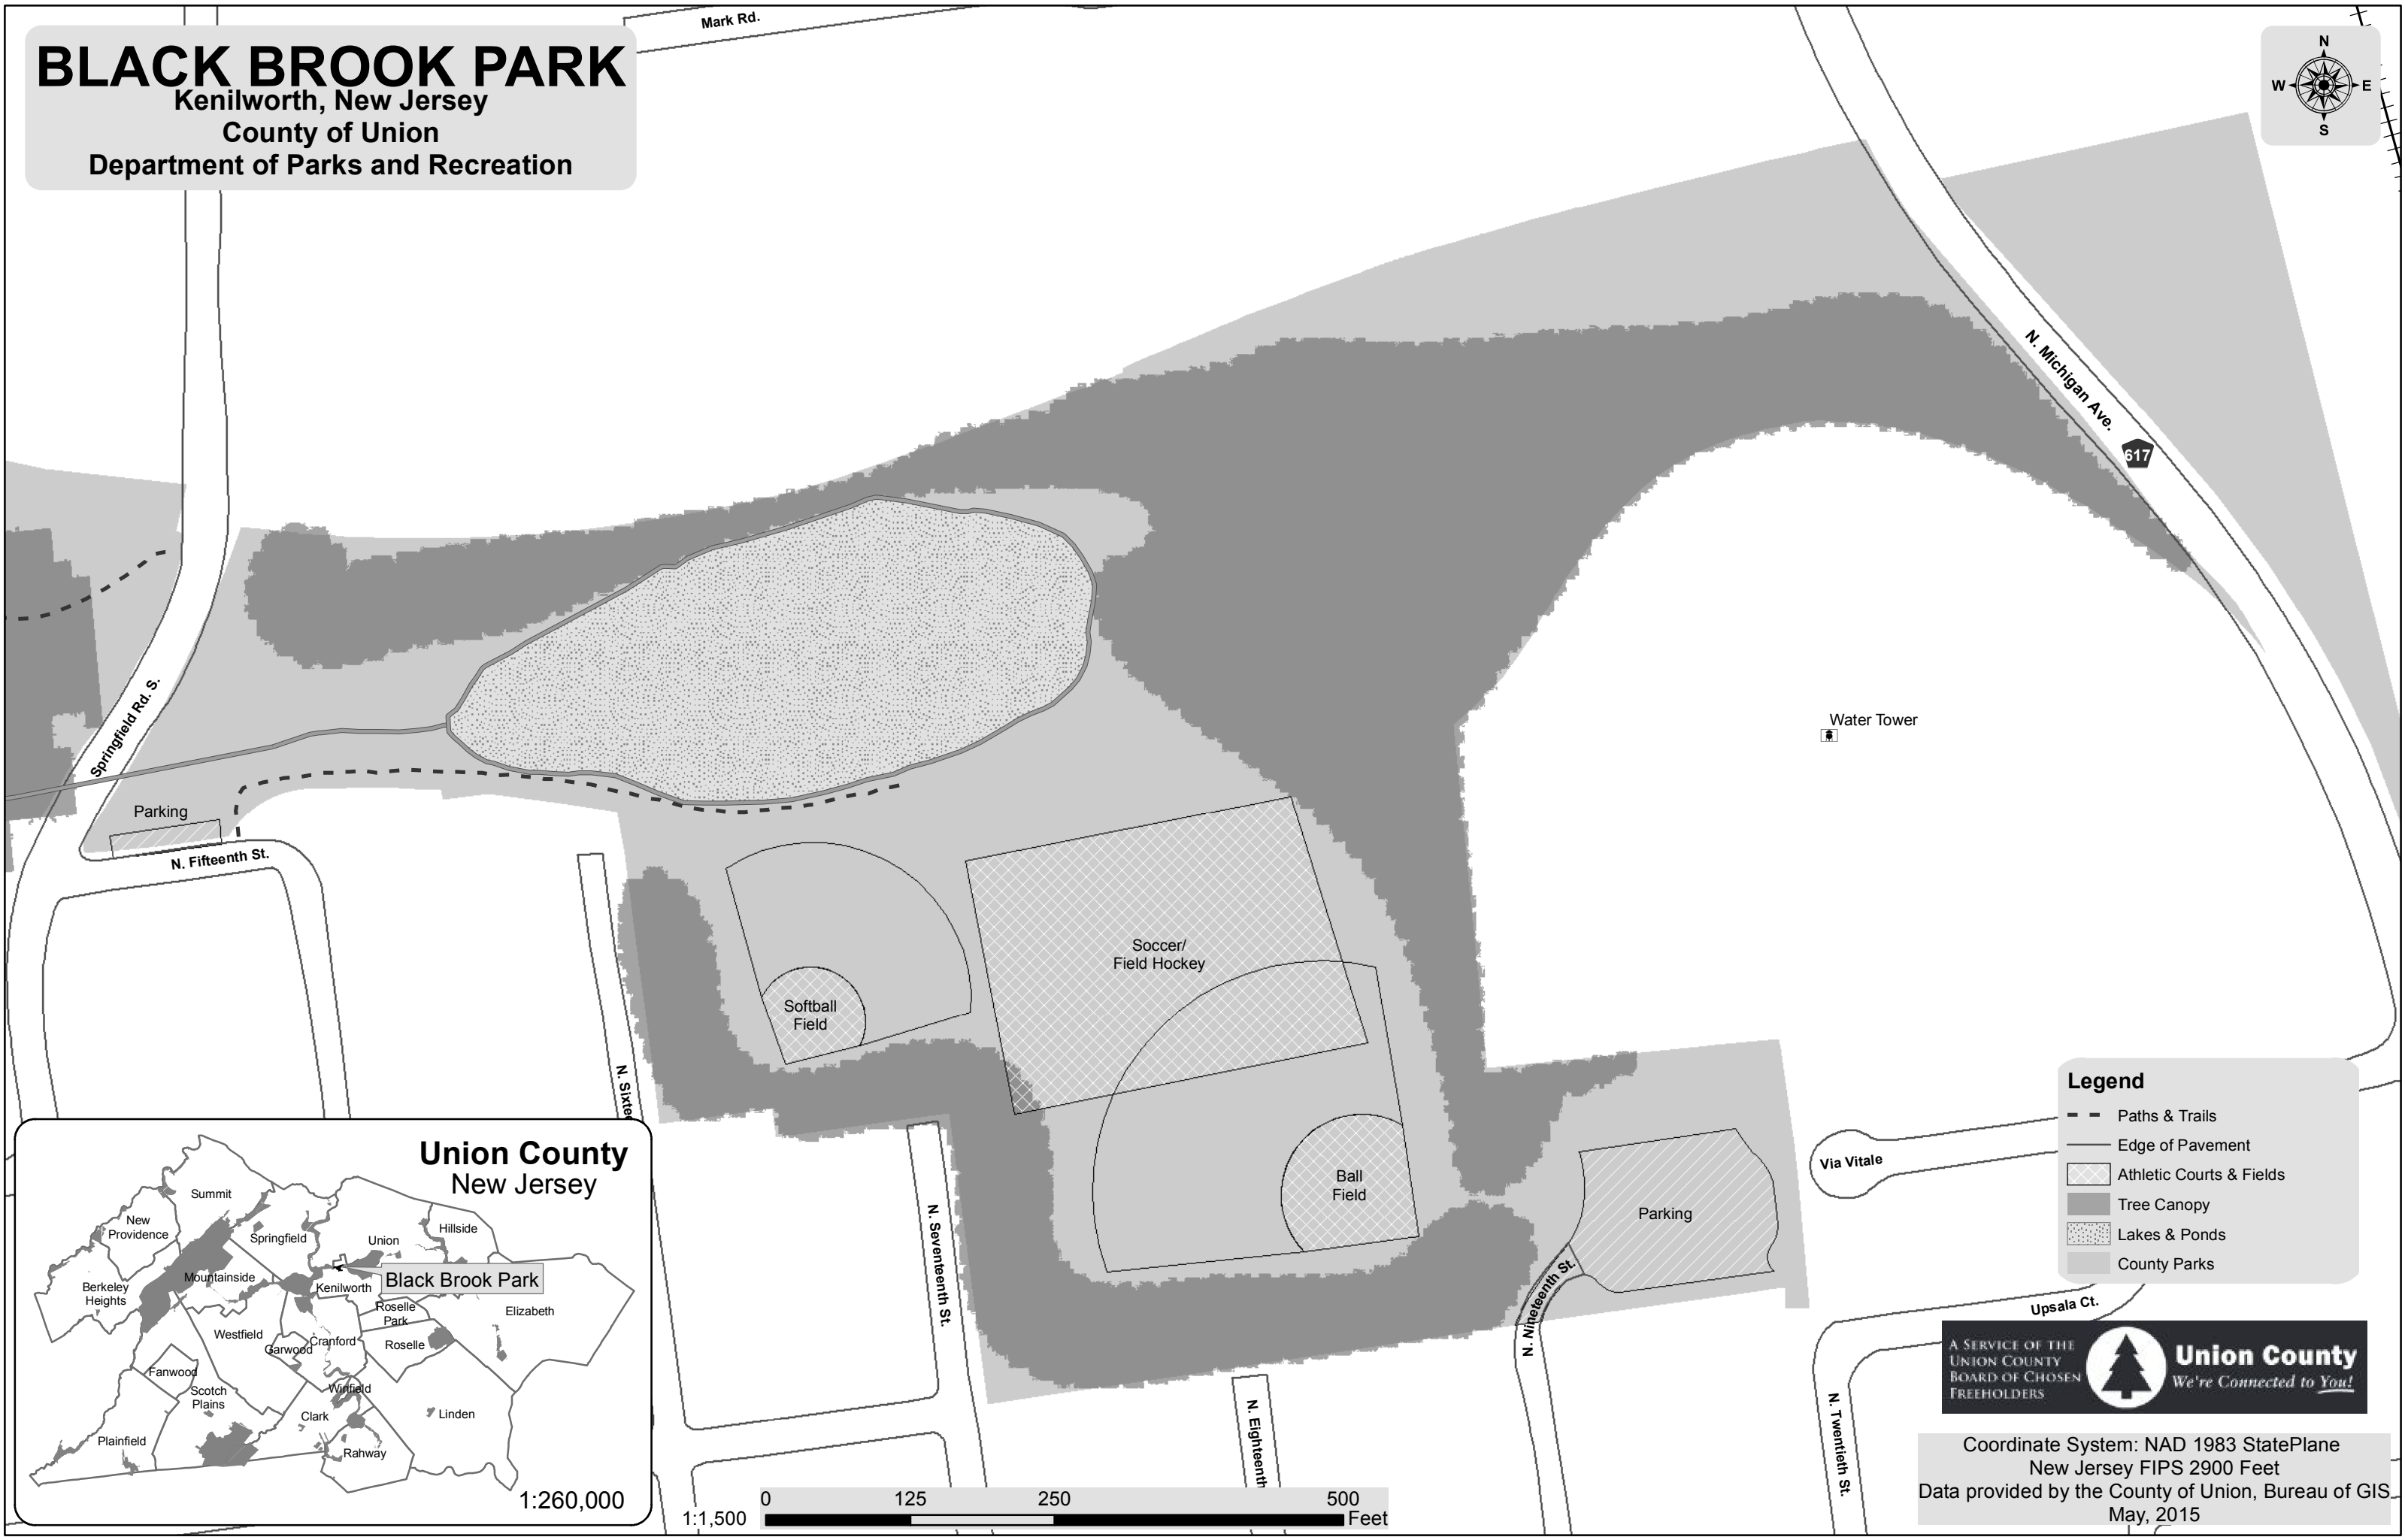 BLACK BROOK PARK
Kenilworth, New Jersey
County of Union
Department of Parks and Recreation
Mark Rd.
N
W
E
S
N. Michigan Ave.
617
Springfield Rd. S.
Water Tower
Parking
N. Fifteenth St.
Soccer/
Field Hockey
Softball
Field
N. Sixtee
Ball
Field
Parking
Via Vitale
N. Seventeenth St.
N. Nineteenth St.
Upsala Ct.
N. Eighteenth
N. Twentieth St.
Legend
Paths & Trails
Edge of Pavement
Athletic Courts & Fields
Tree Canopy
Lakes & Ponds
County Parks
Union County
New Jersey
Summit
New
Providence
Springfield
Union
Hillside
Berkeley
Heights
Mountainside
Kenilworth
Black Brook Park
Roselle
Park
Elizabeth
Westfield
Garwood
Cranford
Roselle
Fanwood
Scotch
Plains
Winfield
Clark
Linden
Plainfield
Rahway
1:260,000
1:1,500
0
125
250
500
Feet
A SERVICE OF THE
UNION COUNTY
BOARD OF CHOSEN
FREEHOLDERS
Union County
We're Connected to You!
Coordinate System: NAD 1983 StatePlane
New Jersey FIPS 2900 Feet
Data provided by the County of Union, Bureau of GIS
May, 2015